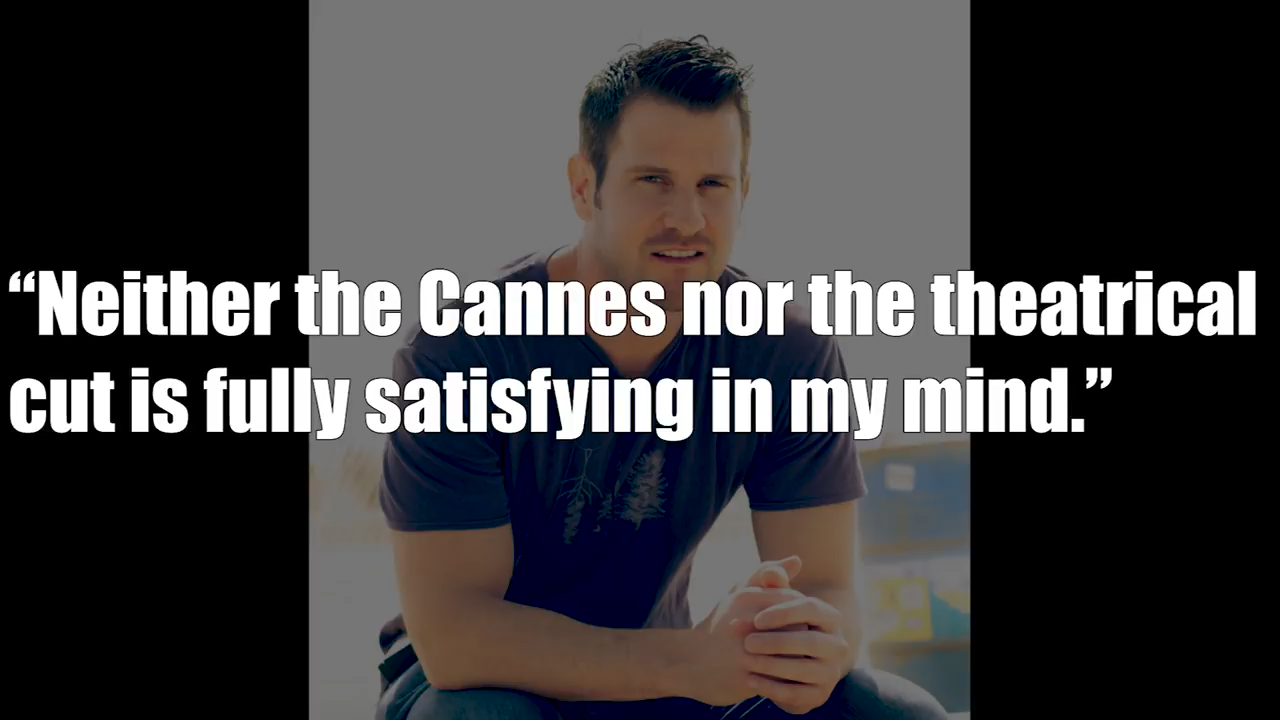 “Neither the Cannes nor the theatrical
cut is fully satisfying in my mind.”